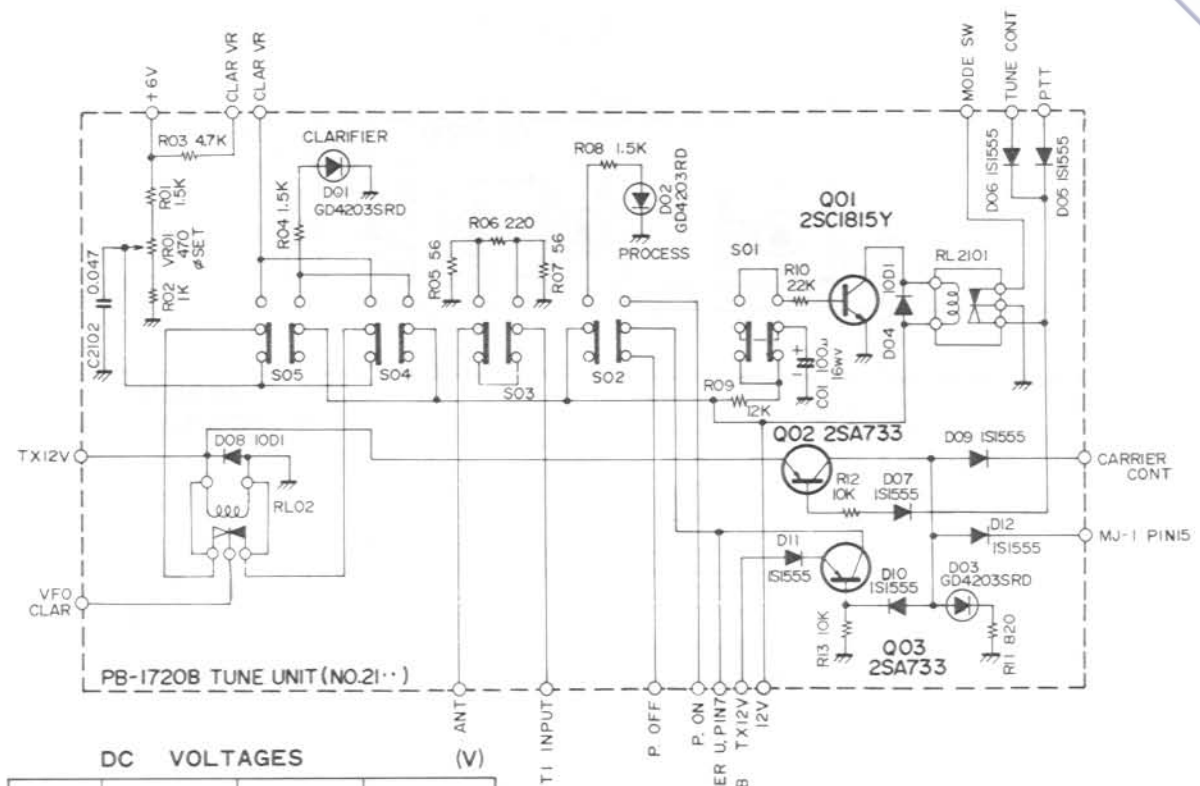 +6V
CLAR VR
CLAR VR
MODE SW
TUNE CONT
PTT
R03 4.7K
CLARIFIER
D01
GD4203SRD
R04 1.5K
R01
1.5K
VR01
470
φSET
R02
1K
0.047
C2102
R06 220
R05 56
R07 56
R08 1.5K
D02
GD4203RD
PROCESS
Q01
2SC1815Y
S01
R10
22K
10D1
D04
RL2101
D06 1S1555
D05 1S1555
S05
S04
S03
S02
R09
12K
+
-
C01 100μ
16WV
Q02 2SA733
TX12V
D08 10D1
RL02
D09 1S1555
CARRIER
CONT
R12
10K
D07
1S1555
D11
1S1555
D12
1S1555
MJ-1 PIN15
D10
1S1555
D03
GD4203SRD
VFO
CLAR
R13 10K
Q03
2SA733
R11 820
PB-1720B TUNE UNIT (NO.21··)
ANT
T1 INPUT
P. OFF
P. ON
ER U, PIN7
B TX12V
12V
DC VOLTAGES (V)